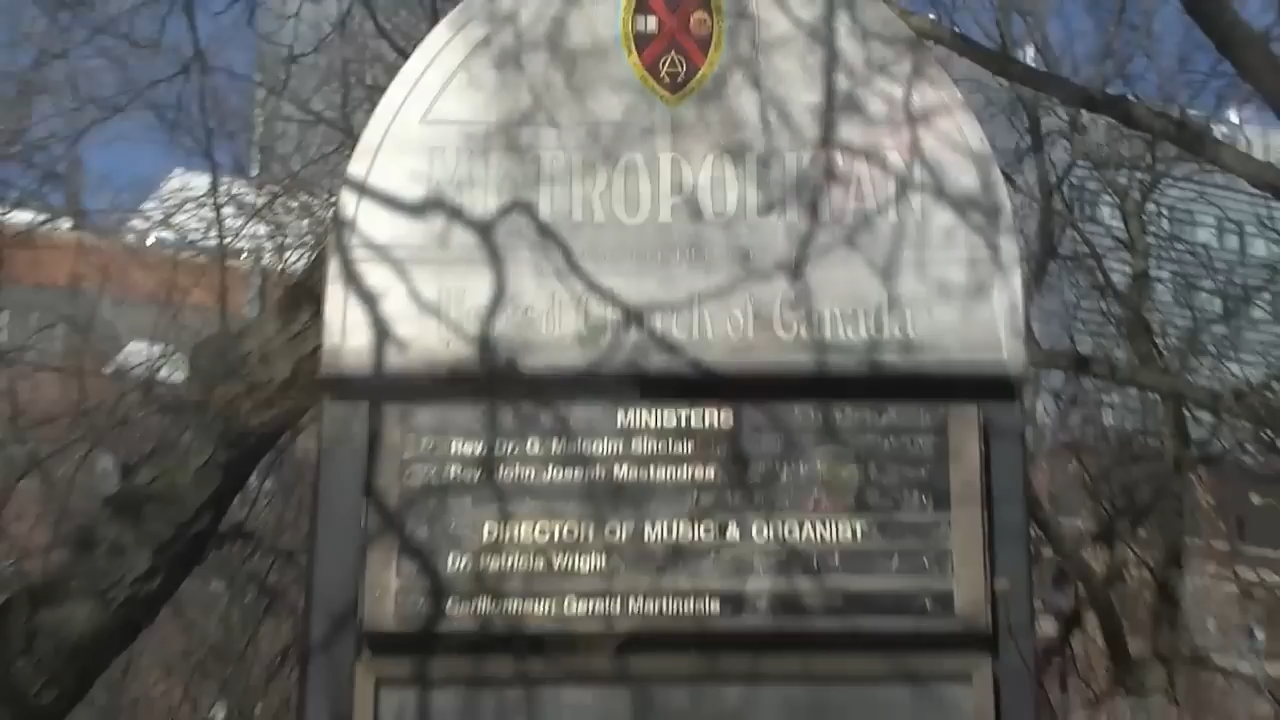 METROPOLITAN
United Church of Canada
MINISTERS
Rev. Dr. G. Malcolm Sinclair
Rev. John Joseph Mastandrea
DIRECTOR OF MUSIC & ORGANIST
Dr. Patricia Wright
Carillonneur: Gerald Martindale